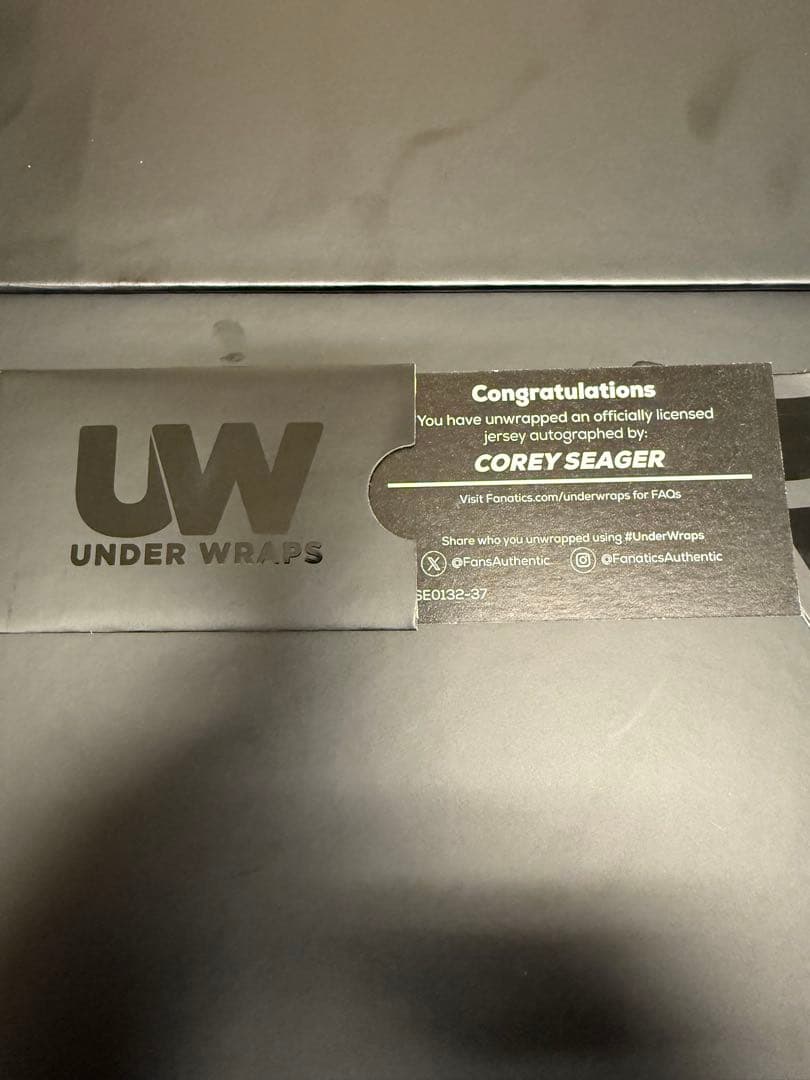 UW
UNDER WRAPS
Congratulations
You have unwrapped an officially licensed
jersey autographed by:
COREY SEAGER
Visit Fanatics.com/underwraps for FAQs
Share who you unwrapped using #UnderWraps
@FansAuthentic @FanaticsAuthentic
SE0132-37